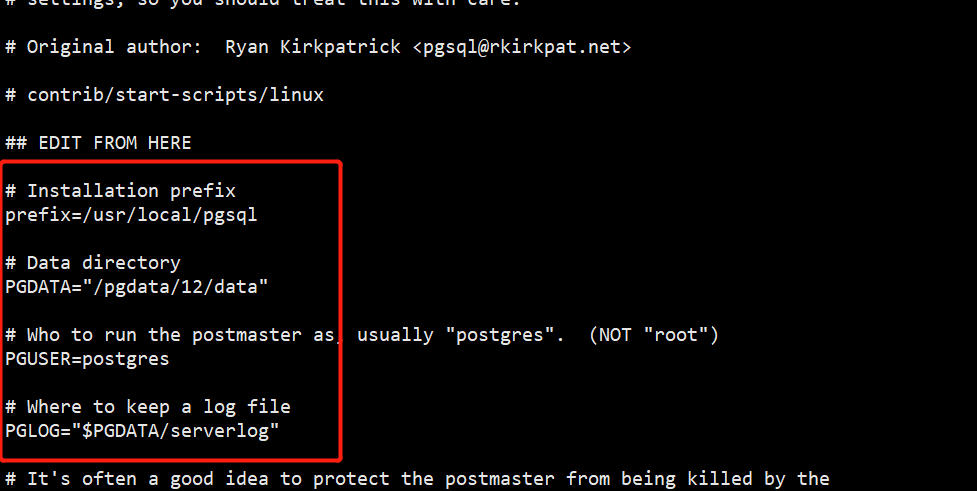 # settings, so you should treat this with care.
# Original author:  Ryan Kirkpatrick <pgsql@rkirkpat.net>
# contrib/start-scripts/linux
## EDIT FROM HERE
# Installation prefix
prefix=/usr/local/pgsql
# Data directory
PGDATA="/pgdata/12/data"
# Who to run the postmaster as, usually "postgres".  (NOT "root")
PGUSER=postgres
# Where to keep a log file
PGLOG="$PGDATA/serverlog"
# It's often a good idea to protect the postmaster from being killed by the